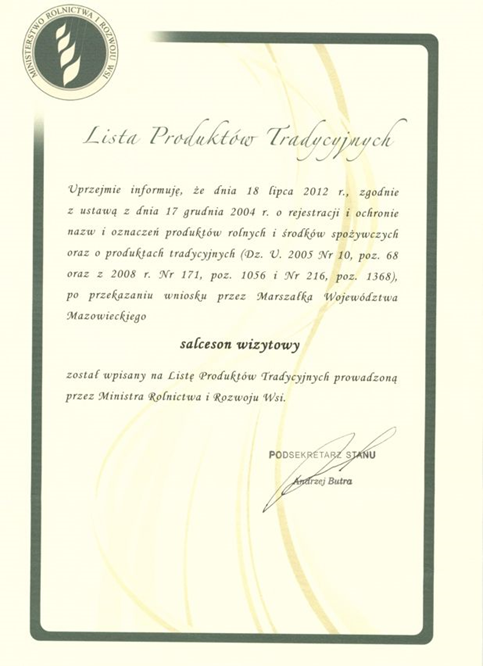 MINISTERSTWO ROLNICTWA I ROZWOJU WSI
Lista Produktów Tradycyjnych
Uprzejmie informuję, że dnia 18 lipca 2012 r., zgodnie
z ustawą z dnia 17 grudnia 2004 r. o rejestracji i ochronie
nazw i oznaczeń produktów rolnych i środków spożywczych
oraz o produktach tradycyjnych (Dz. U. 2005 Nr 10, poz. 68
oraz z 2008 r. Nr 171, poz. 1056 i Nr 216, poz. 1368),
po przekazaniu wniosku przez Marszałka Województwa
Mazowieckiego
salceson wizytowy
został wpisany na Listę Produktów Tradycyjnych prowadzoną
przez Ministra Rolnictwa i Rozwoju Wsi.
PODSEKRETARZ STANU
Andrzej Butra